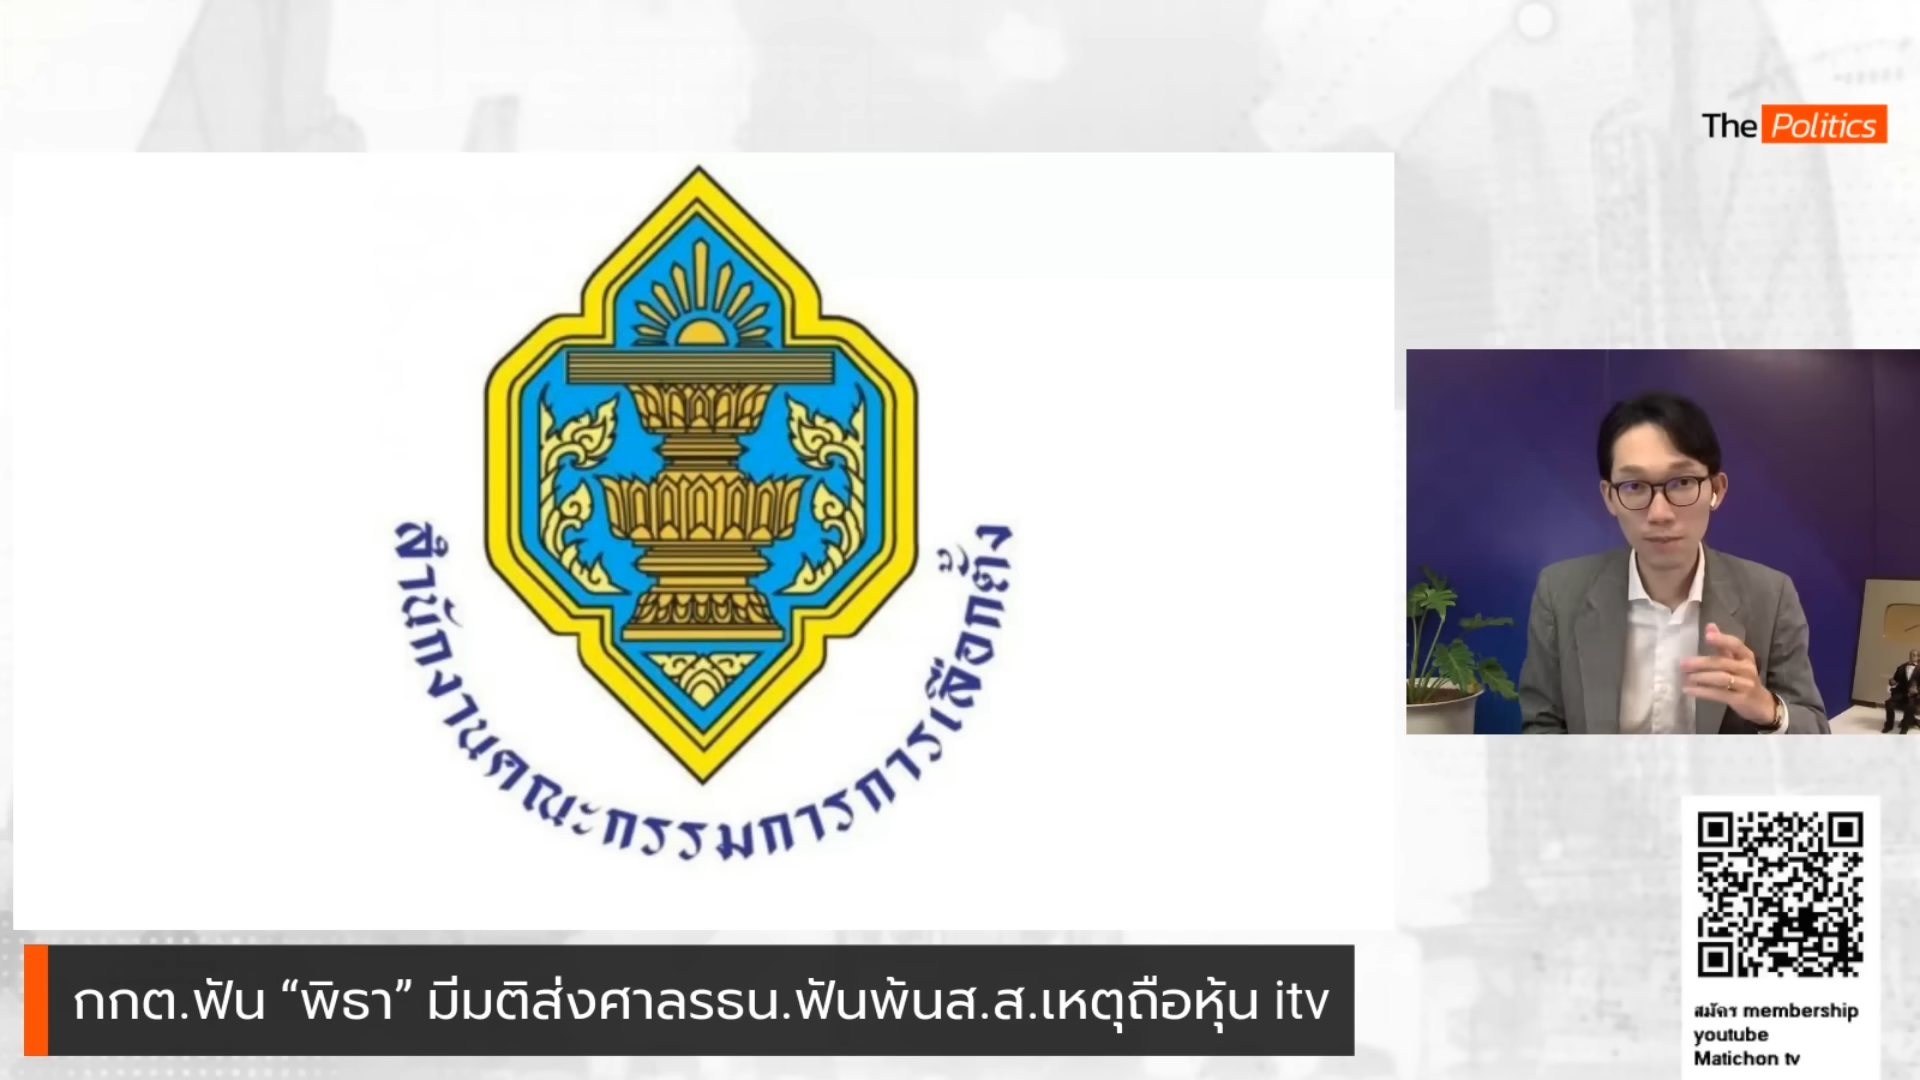 The Politics
สำนักงานคณะกรรมการการเลือกตั้ง
กกต.ฟัน “พิธา” มีมติส่งศาลรธน.ฟันพ้นส.ส.เหตุถือหุ้น itv
สมัคร membership
youtube
Matichon tv